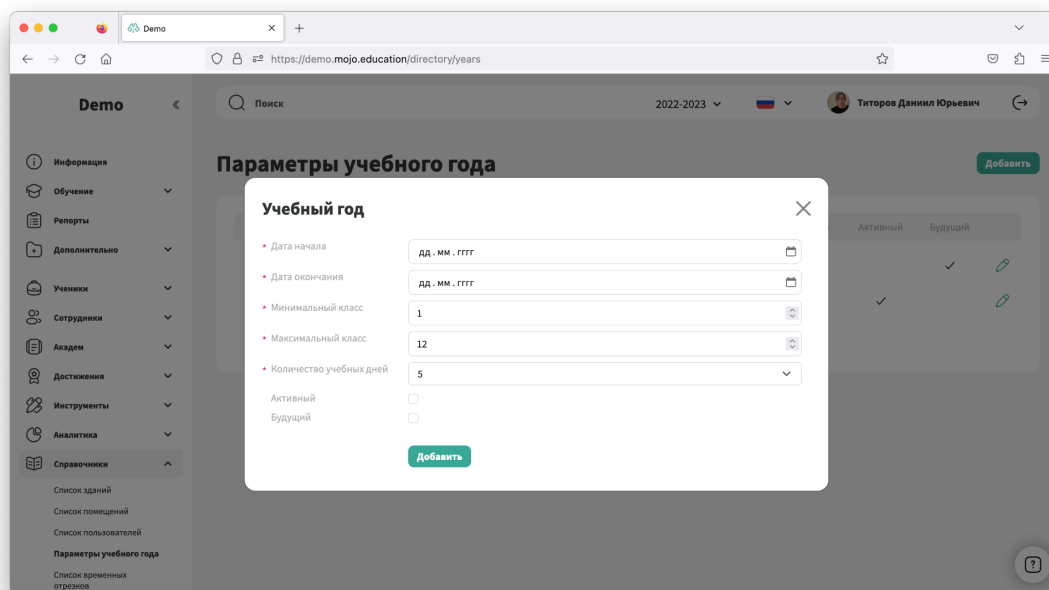 Demo
https://demo.mojo.education/directory/years
Demo
Поиск
2022-2023
Титоров Даниил Юрьевич
Информация
Обучение
Репорты
Дополнительно
Ученики
Сотрудники
Академ
Достижения
Инструменты
Аналитика
Справочники
Список зданий
Список помещений
Список пользователей
Параметры учебного года
Список временных
отрезков
Параметры учебного года
Добавить
Активный Будущий
Учебный год
* Дата начала дд . мм . гггг
* Дата окончания дд . мм . гггг
* Минимальный класс 1
* Максимальный класс 12
* Количество учебных дней 5
Активный
Будущий
Добавить
?